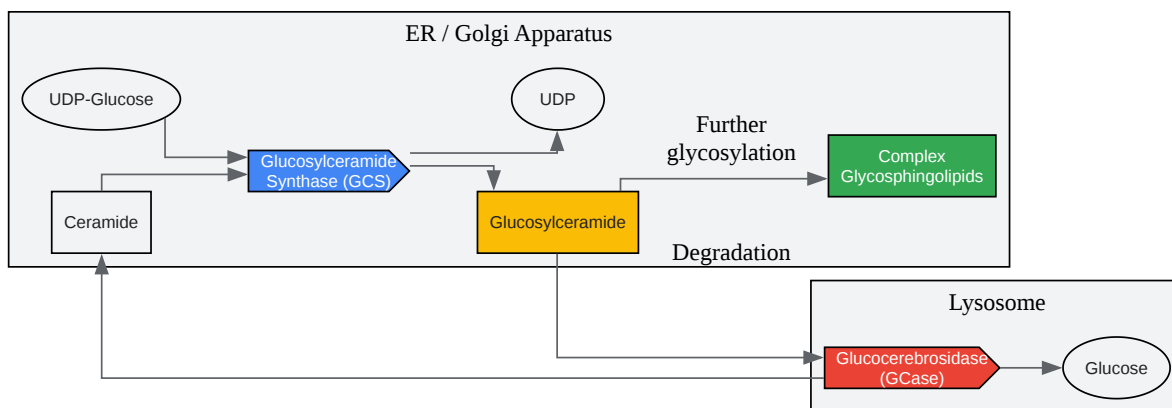 ER / Golgi Apparatus
UDP-Glucose
UDP
Further
glycosylation
Glucosylceramide
Synthase (GCS)
Complex
Glycosphingolipids
Ceramide
Glucosylceramide
Degradation
Lysosome
Glucocerebrosidase
(GCase)
Glucose